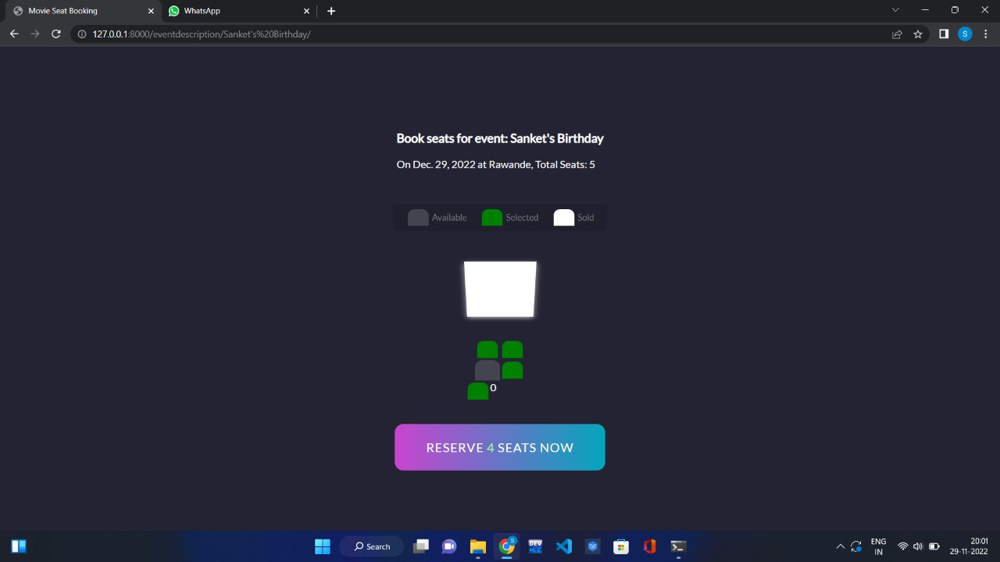 Movie Seat Booking
WhatsApp
127.0.0.1:8000/eventdescription/Sanket's%20Birthday/
S
Book seats for event: Sanket's Birthday
On Dec. 29, 2022 at Rawande, Total Seats: 5
Available Selected Sold
0
RESERVE 4 SEATS NOW
Search
S
DEV
ENG
IN
20:01
29-11-2022